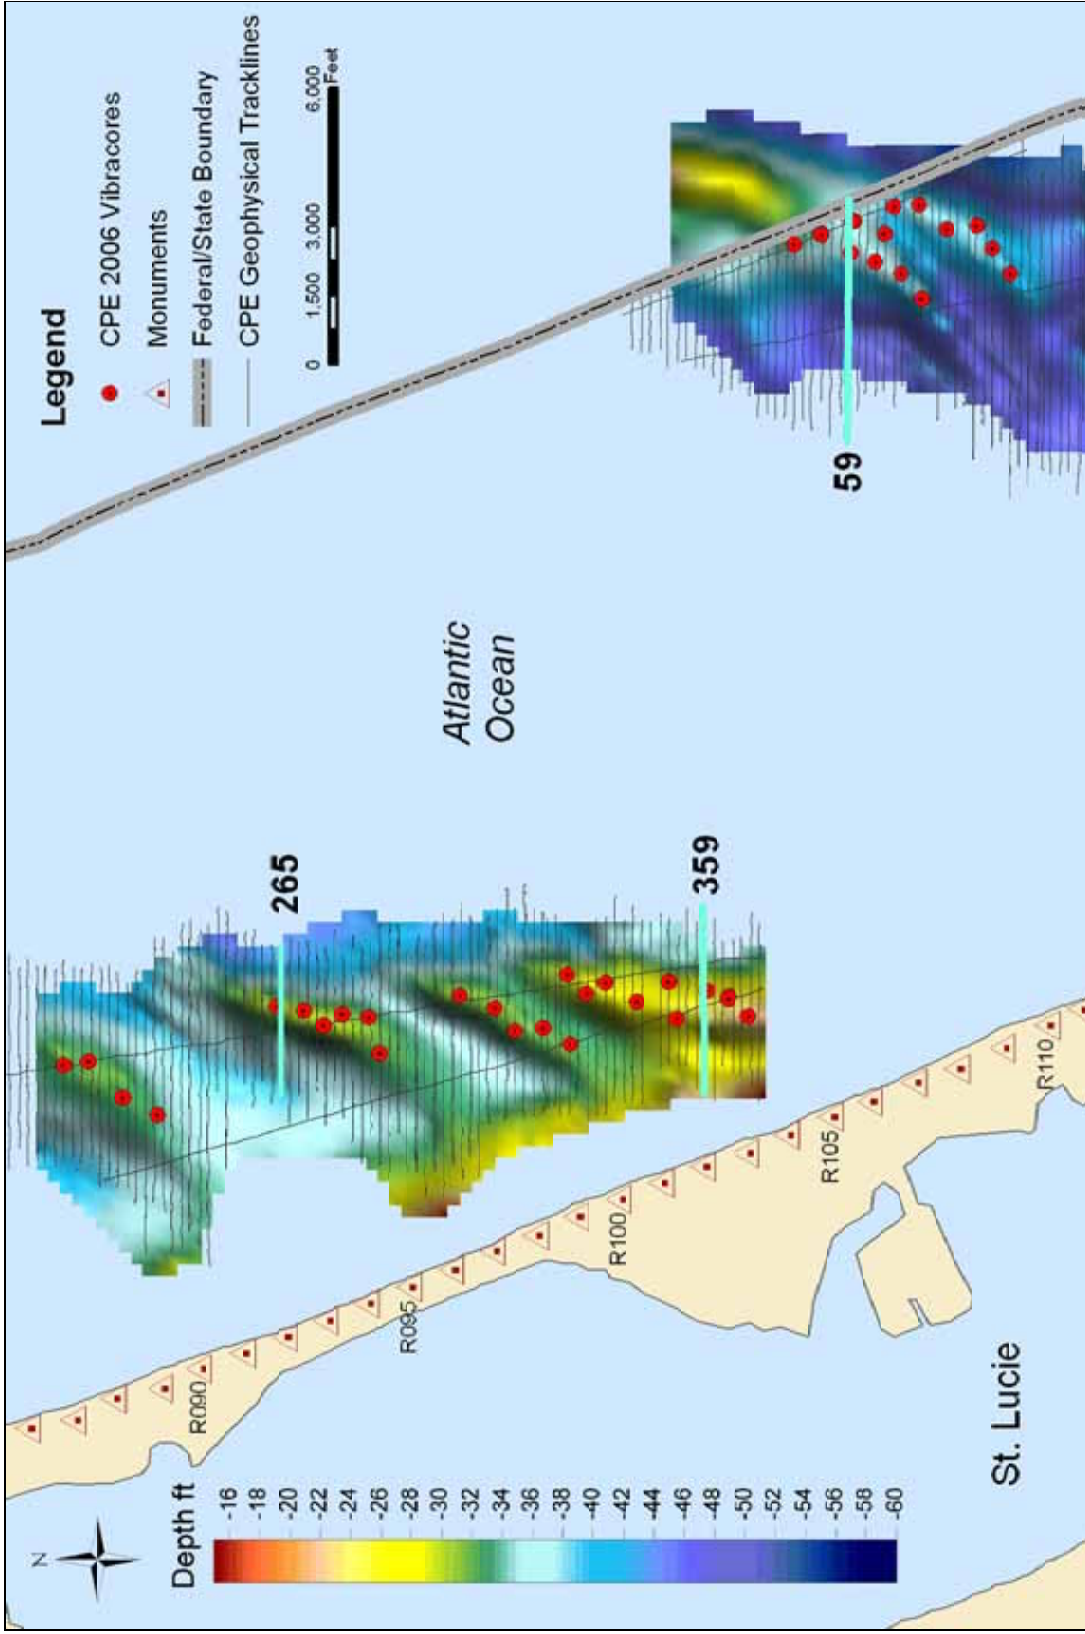 Legend
CPE 2006 Vibracores
Monuments
Federal/State Boundary
CPE Geophysical Tracklines
0 1,500 3,000 6,000
Feet
59
Atlantic
Ocean
265
359
R090
R095
R100
R105
R110
N
Depth ft
-16
-18
-20
-22
-24
-26
-28
-30
-32
-34
-36
-38
-40
-42
-44
-46
-48
-50
-52
-54
-56
-58
-60
St. Lucie